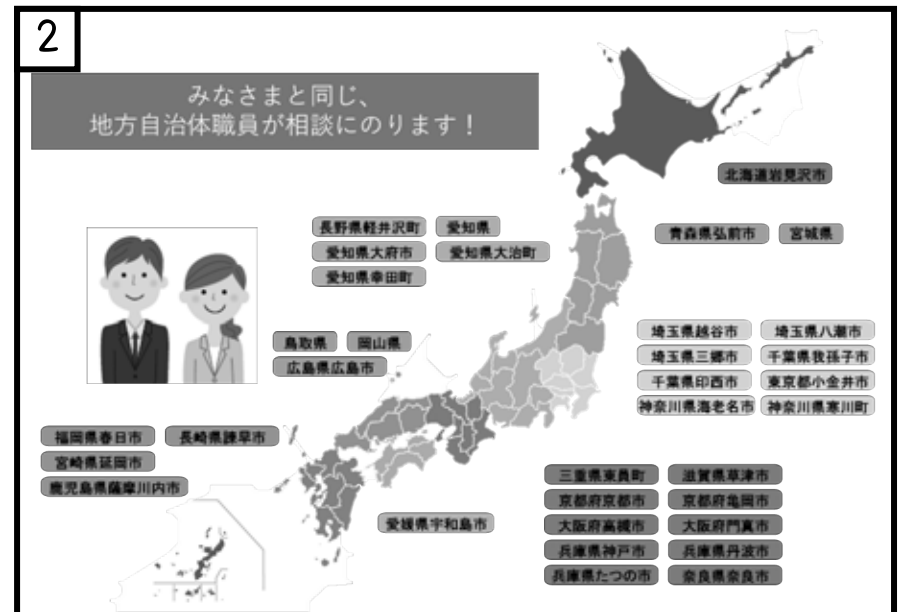 2
みなさまと同じ、
地方自治体職員が相談にのります！
北海道岩見沢市
長野県軽井沢町 愛知県
愛知県大府市 愛知県大治町
愛知県幸田町
青森県弘前市 宮城県
鳥取県 岡山県
広島県広島市
埼玉県越谷市 埼玉県八潮市
埼玉県三郷市 千葉県我孫子市
千葉県印西市 東京都小金井市
神奈川県海老名市 神奈川県寒川町
福岡県春日市 長崎県諫早市
宮崎県延岡市
鹿児島県薩摩川内市
愛媛県宇和島市
三重県東員町 滋賀県草津市
京都府京都市 京都府亀岡市
大阪府高槻市 大阪府門真市
兵庫県神戸市 兵庫県丹波市
兵庫県たつの市 奈良県奈良市